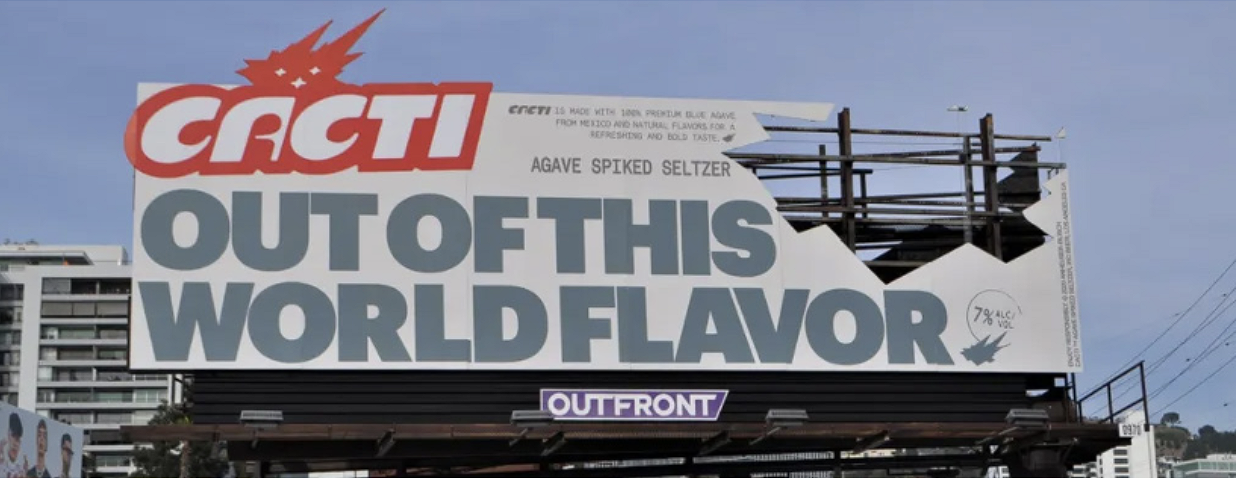 CACTI
CACTI IS MADE WITH 100% PREMIUM BLUE AGAVE
FROM MEXICO AND NATURAL FLAVORS FOR A
REFRESHING AND BOLD TASTE.
AGAVE SPIKED SELTZER
OUT OF THIS
WORLD FLAVOR
7% ALC/
VOL
OUTFRONT
0970